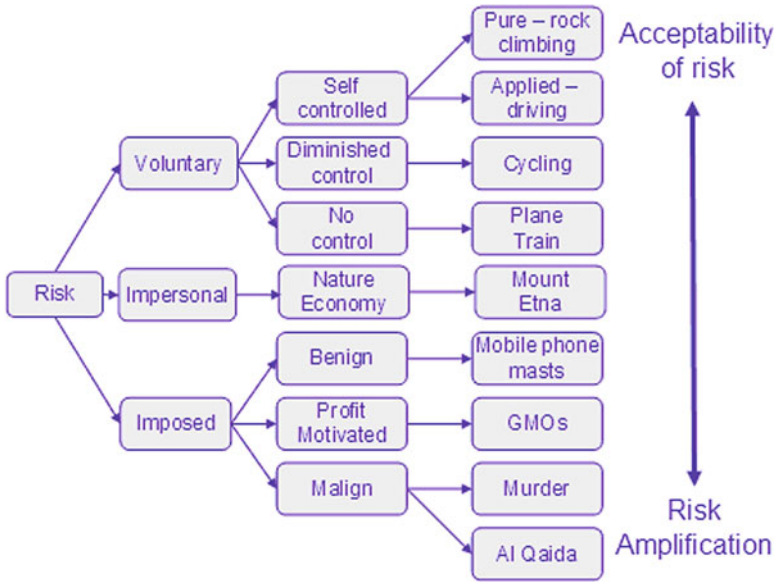 Pure – rock
climbing
Acceptability
of risk
Self
controlled
Applied –
driving
Voluntary
Diminished
control
Cycling
No
control
Plane
Train
Risk
Impersonal
Nature
Economy
Mount
Etna
Benign
Mobile phone
masts
Imposed
Profit
Motivated
GMOs
Malign
Murder
Risk
Amplification
Al Qaida